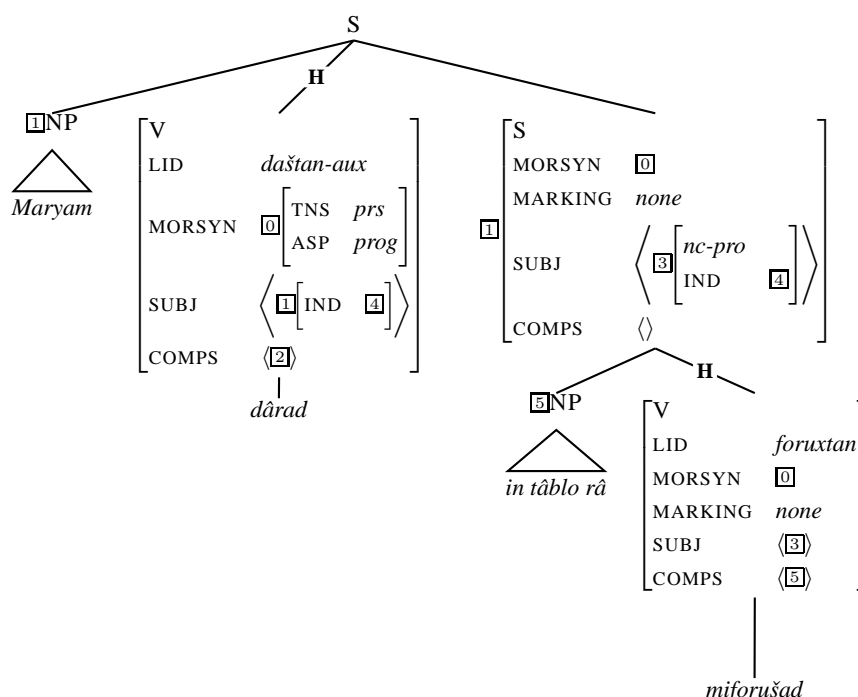 S
H
[1]NP
Maryam
V
LID daštan-aux
MORSYN [0] TNS prs
ASP prog
SUBJ ⟨[1][IND [4]]⟩
COMPS ⟨[2]⟩
dârad
[1]
S
MORSYN [0]
MARKING none
SUBJ ⟨[3] nc-pro
IND [4]⟩
COMPS ⟨⟩
H
[5]NP
in tâblo râ
V
LID foruxtan
MORSYN [0]
MARKING none
SUBJ ⟨[3]⟩
COMPS ⟨[5]⟩
miforušad